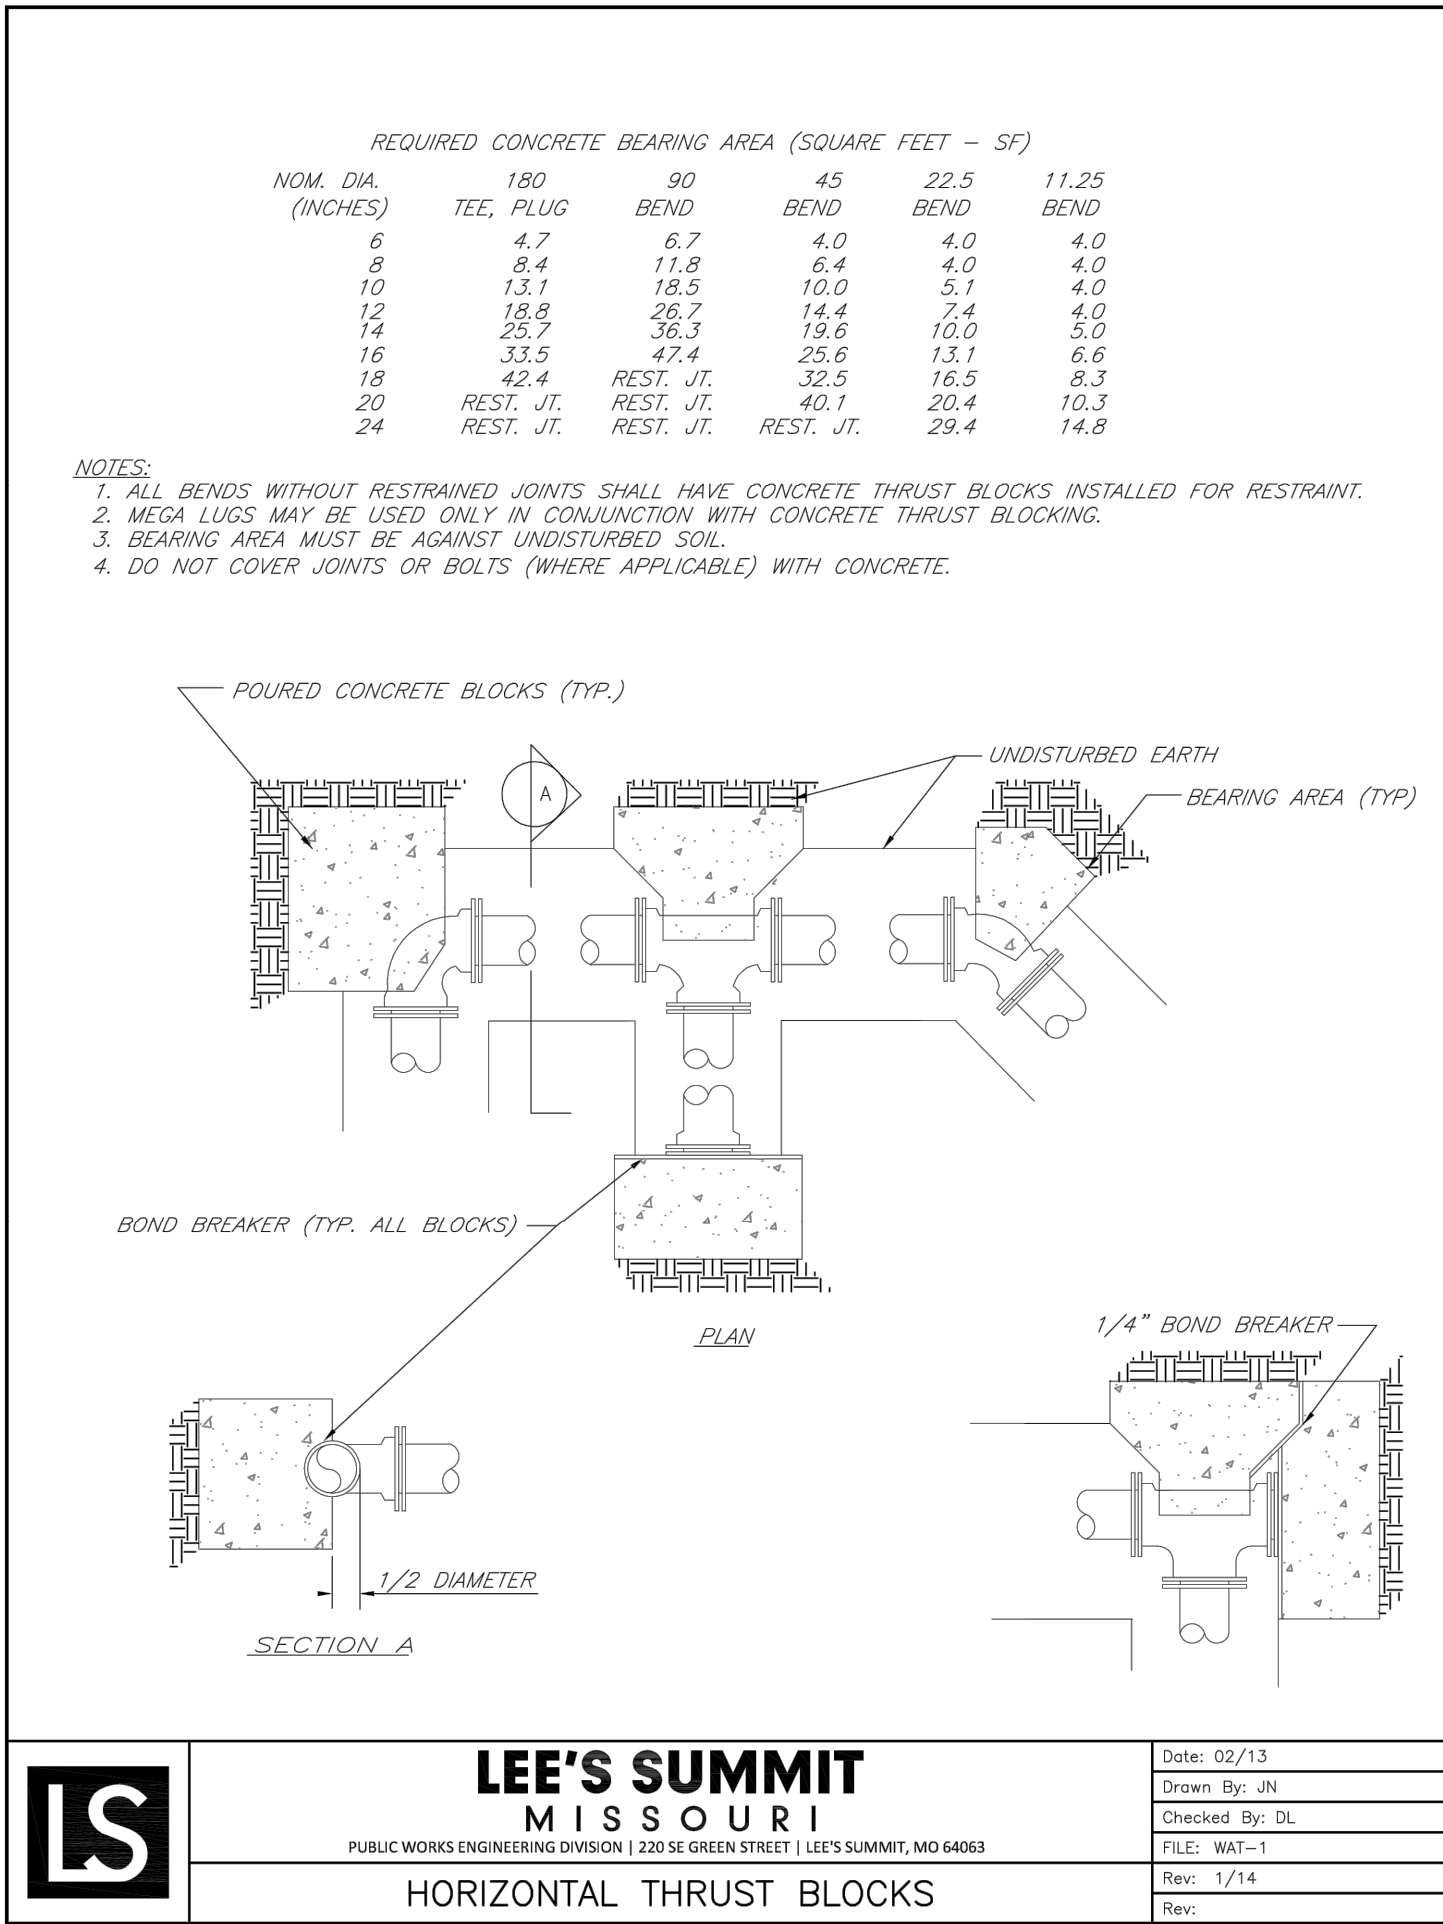 REQUIRED CONCRETE BEARING AREA (SQUARE FEET – SF)
NOM. DIA. 180 90 45 22.5 11.25
(INCHES) TEE, PLUG BEND BEND BEND BEND
6 4.7 6.7 4.0 4.0 4.0
8 8.4 11.8 6.4 4.0 4.0
10 13.1 18.5 10.0 5.1 4.0
12 18.8 26.7 14.4 7.4 4.0
14 25.7 36.3 19.6 10.0 5.0
16 33.5 47.4 25.6 13.1 6.6
18 42.4 REST. JT. 32.5 16.5 8.3
20 REST. JT. REST. JT. 40.1 20.4 10.3
24 REST. JT. REST. JT. REST. JT. 29.4 14.8
NOTES:
1. ALL BENDS WITHOUT RESTRAINED JOINTS SHALL HAVE CONCRETE THRUST BLOCKS INSTALLED FOR RESTRAINT.
2. MEGA LUGS MAY BE USED ONLY IN CONJUNCTION WITH CONCRETE THRUST BLOCKING.
3. BEARING AREA MUST BE AGAINST UNDISTURBED SOIL.
4. DO NOT COVER JOINTS OR BOLTS (WHERE APPLICABLE) WITH CONCRETE.
POURED CONCRETE BLOCKS (TYP.)
UNDISTURBED EARTH
A
BEARING AREA (TYP)
BOND BREAKER (TYP. ALL BLOCKS)
PLAN
1/4" BOND BREAKER
1/2 DIAMETER
SECTION A
LS
LEE'S SUMMIT
MISSOURI
PUBLIC WORKS ENGINEERING DIVISION | 220 SE GREEN STREET | LEE'S SUMMIT, MO 64063
HORIZONTAL THRUST BLOCKS
Date: 02/13
Drawn By: JN
Checked By: DL
FILE: WAT–1
Rev: 1/14
Rev: